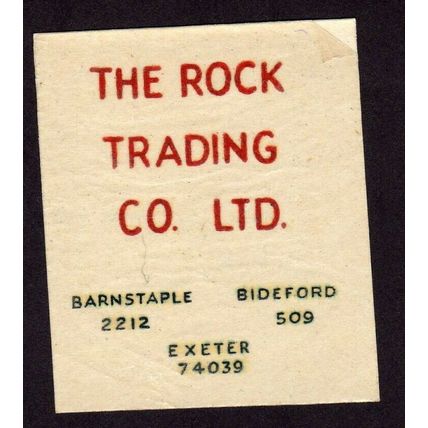 THE ROCK
TRADING
CO. LTD.
BARNSTAPLE BIDEFORD
2212 509
EXETER
74039